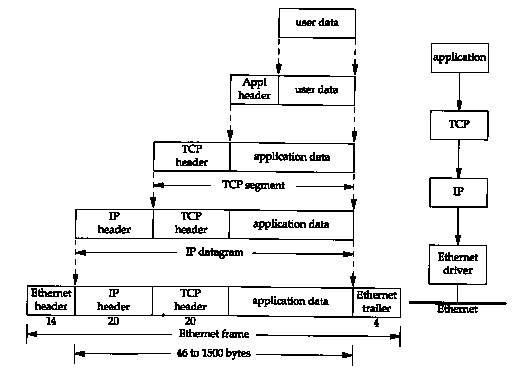 user data
application
Appl header
user data
TCP header
application data
TCP
TCP segment
IP header
TCP header
application data
IP
IP datagram
Ethernet driver
Ethernet header
IP header
TCP header
application data
Ethernet trailer
Ethernet
14
20
20
4
Ethernet frame
46 to 1500 bytes